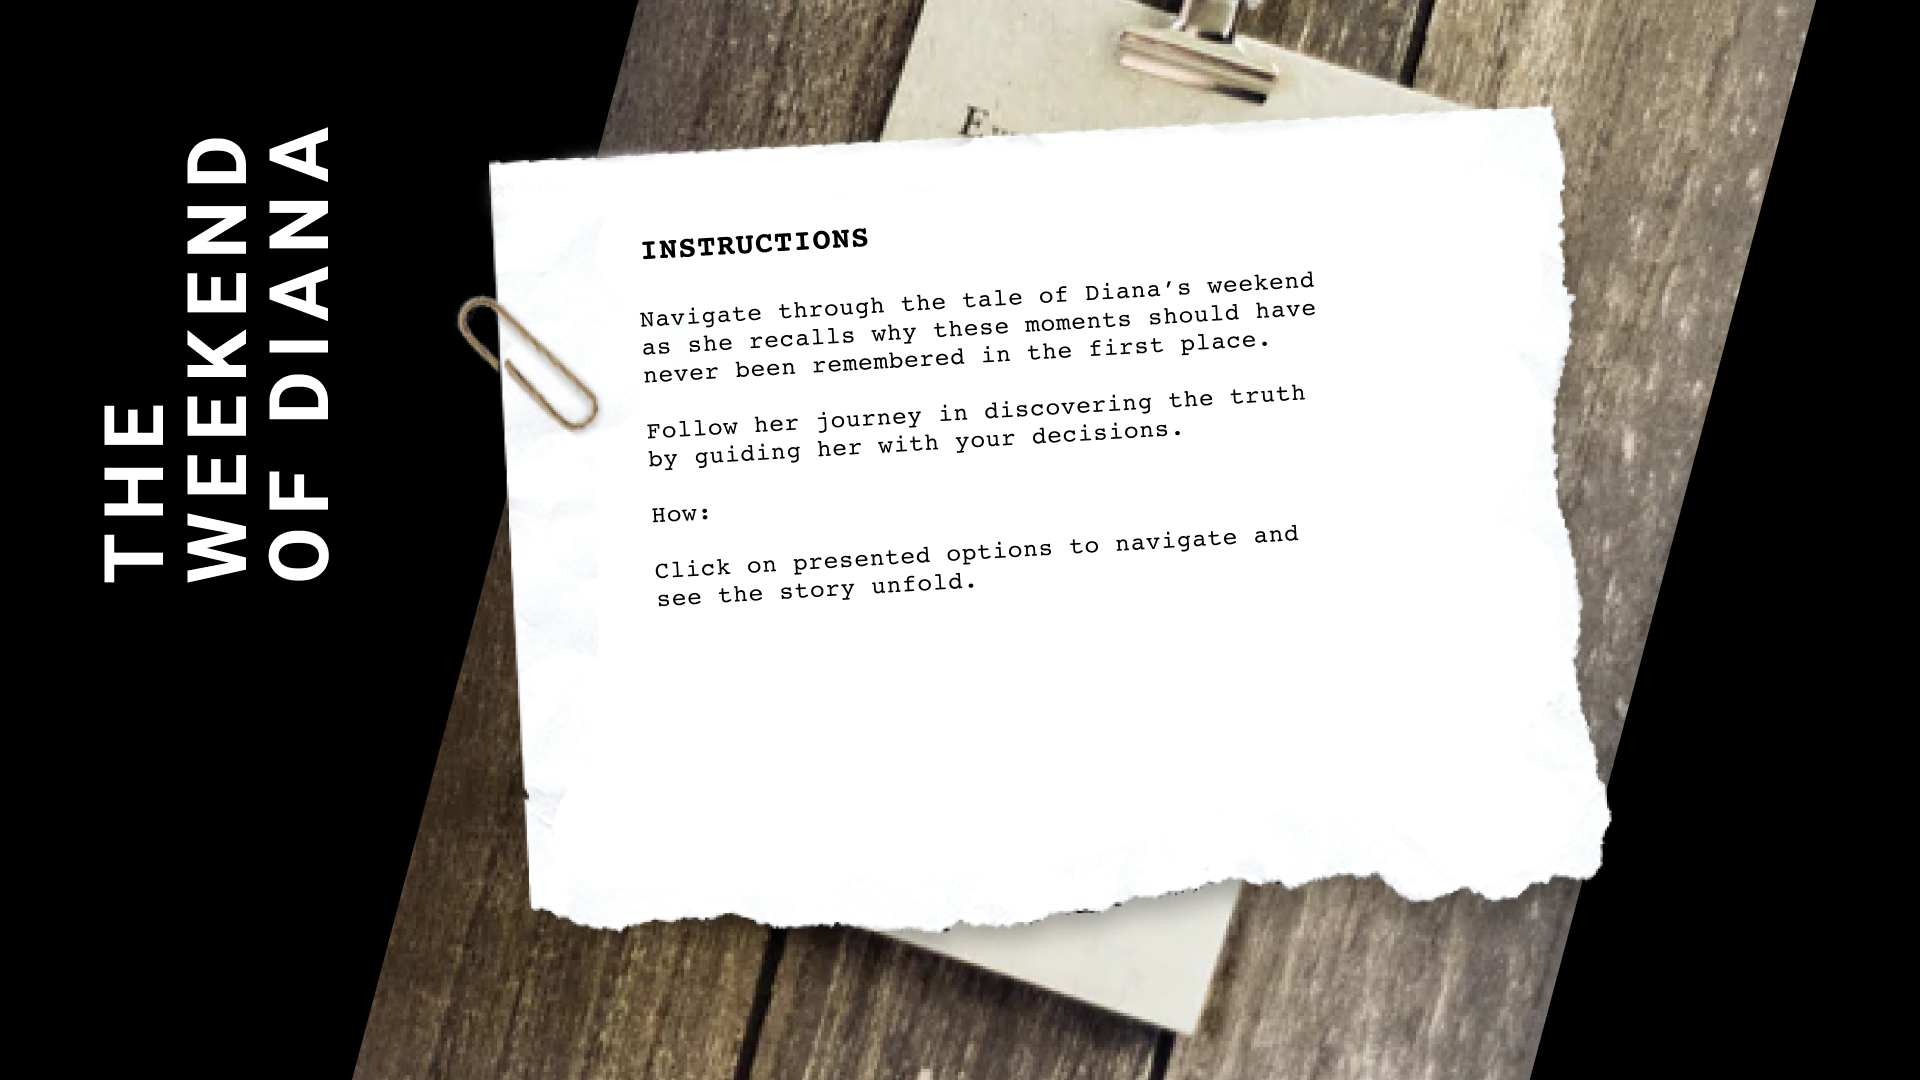 THE
WEEKEND
OF DIANA
INSTRUCTIONS
Navigate through the tale of Diana’s weekend
as she recalls why these moments should have
never been remembered in the first place.
Follow her journey in discovering the truth
by guiding her with your decisions.
How:
Click on presented options to navigate and
see the story unfold.